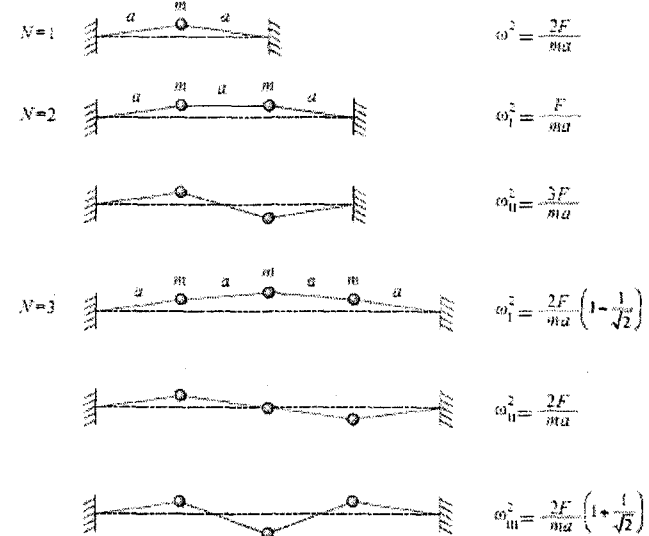 m
a a
N=1 ω² = 2F/ma
a m a m a
N=2 ω_I² = F/ma
ω_II² = 3F/ma
a m a m a m a
N=3 ω_I² = 2F/ma (1 - 1/√2)
ω_II² = 2F/ma
ω_III² = 2F/ma (1 + 1/√2)